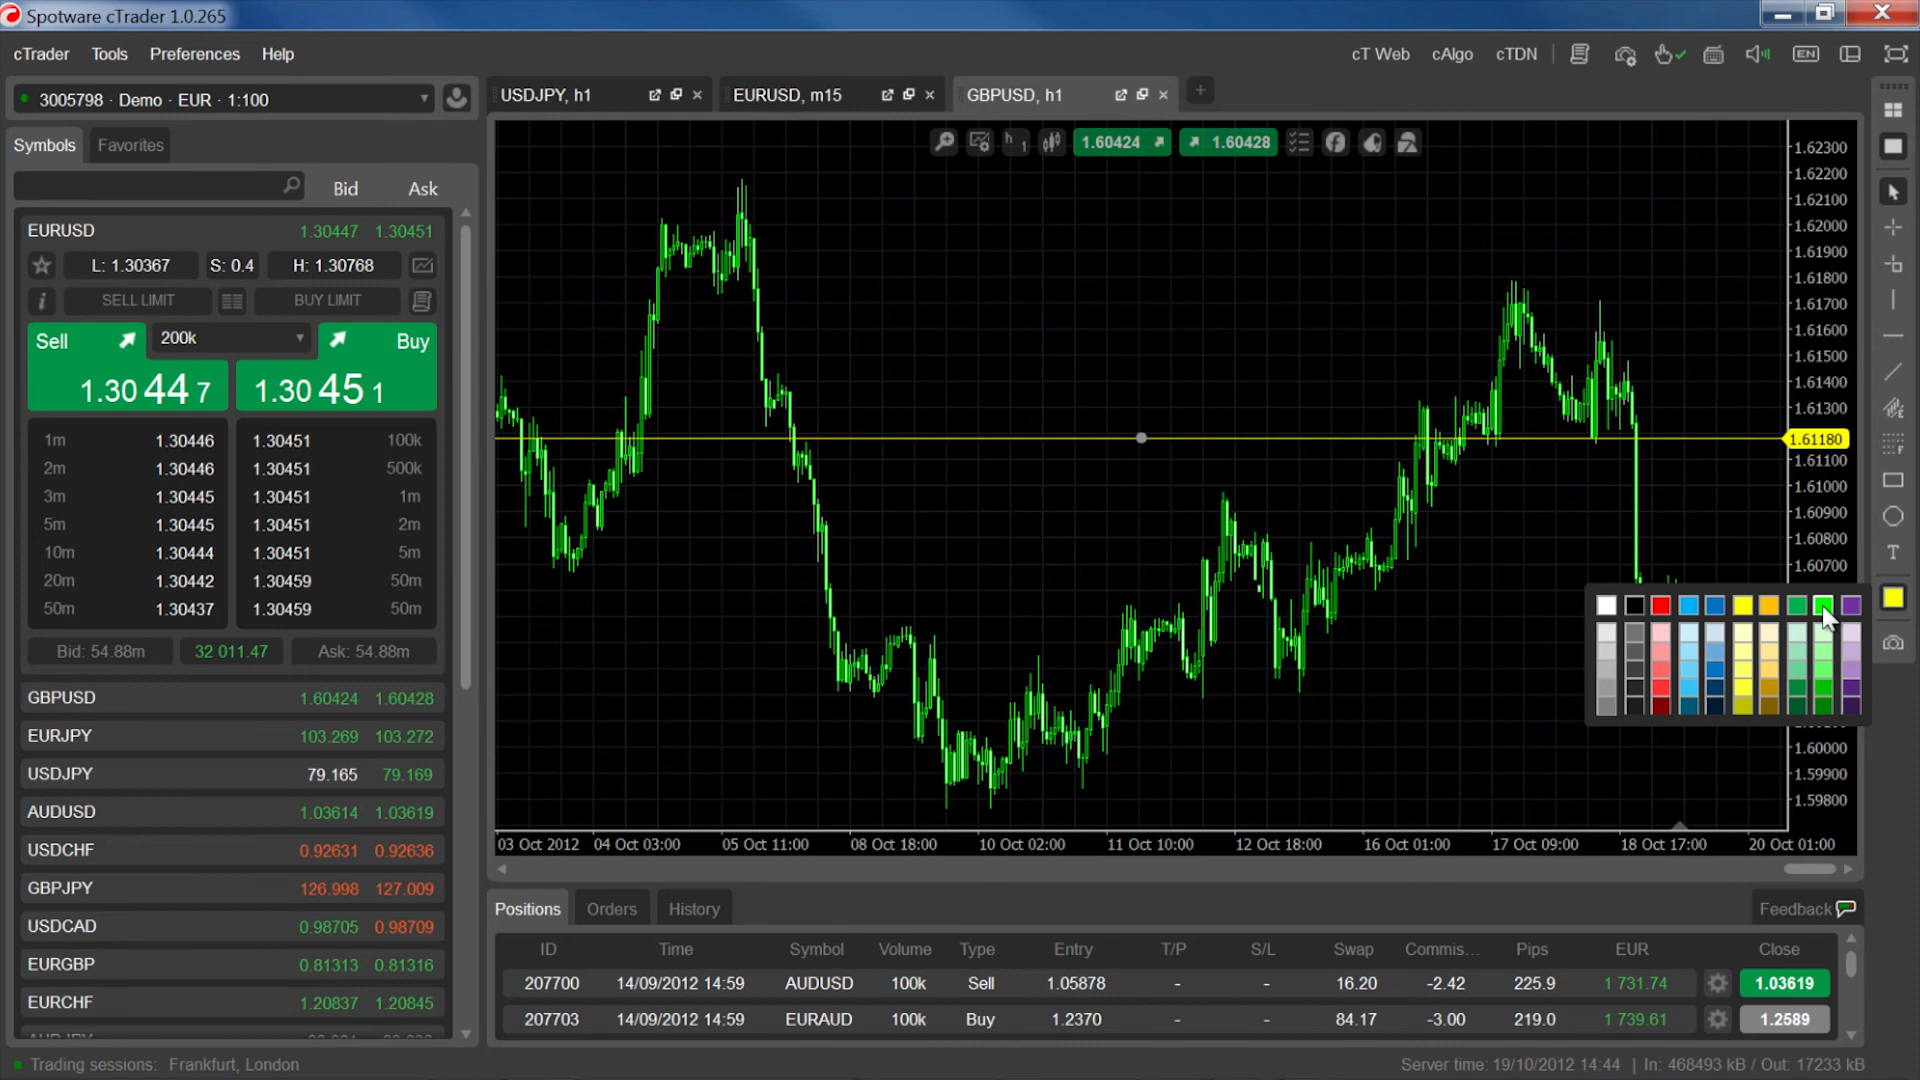 Spotware cTrader 1.0.265
cTrader Tools Preferences Help
cT Web cAlgo cTDN EN
3005798 · Demo · EUR · 1:100
USDJPY, h1 EURUSD, m15 GBPUSD, h1
Symbols Favorites
Bid Ask
EURUSD 1.30447 1.30451
L: 1.30367 S: 0.4 H: 1.30768
SELL LIMIT BUY LIMIT
Sell 200k Buy
1.30 44 7 1.30 45 1
1m 1.30446 1.30451 100k
2m 1.30446 1.30451 500k
3m 1.30445 1.30451 1m
5m 1.30445 1.30451 2m
10m 1.30444 1.30451 5m
20m 1.30442 1.30459 50m
50m 1.30437 1.30459 50m
Bid: 54.88m 32 011.47 Ask: 54.88m
GBPUSD 1.60424 1.60428
EURJPY 103.269 103.272
USDJPY 79.165 79.169
AUDUSD 1.03614 1.03619
USDCHF 0.92631 0.92636
GBPJPY 126.998 127.009
USDCAD 0.98705 0.98709
EURGBP 0.81313 0.81316
EURCHF 1.20837 1.20845
h 1 1.60424 1.60428
1.62300
1.62200
1.62100
1.62000
1.61900
1.61800
1.61700
1.61600
1.61500
1.61400
1.61300
1.61180
1.61100
1.61000
1.60900
1.60800
1.60700
1.60000
1.59900
1.59800
T
03 Oct 2012 04 Oct 03:00 05 Oct 11:00 08 Oct 18:00 10 Oct 02:00 11 Oct 10:00 12 Oct 18:00 16 Oct 01:00 17 Oct 09:00 18 Oct 17:00 20 Oct 01:00
Positions Orders History Feedback
ID Time Symbol Volume Type Entry T/P S/L Swap Commis... Pips EUR Close
207700 14/09/2012 14:59 AUDUSD 100k Sell 1.05878 - - 16.20 -2.42 225.9 1 731.74 1.03619
207703 14/09/2012 14:59 EURAUD 100k Buy 1.2370 - - 84.17 -3.00 219.0 1 739.61 1.2589
Trading sessions: Frankfurt, London
Server time: 19/10/2012 14:44 | In: 468493 kB / Out: 17233 kB